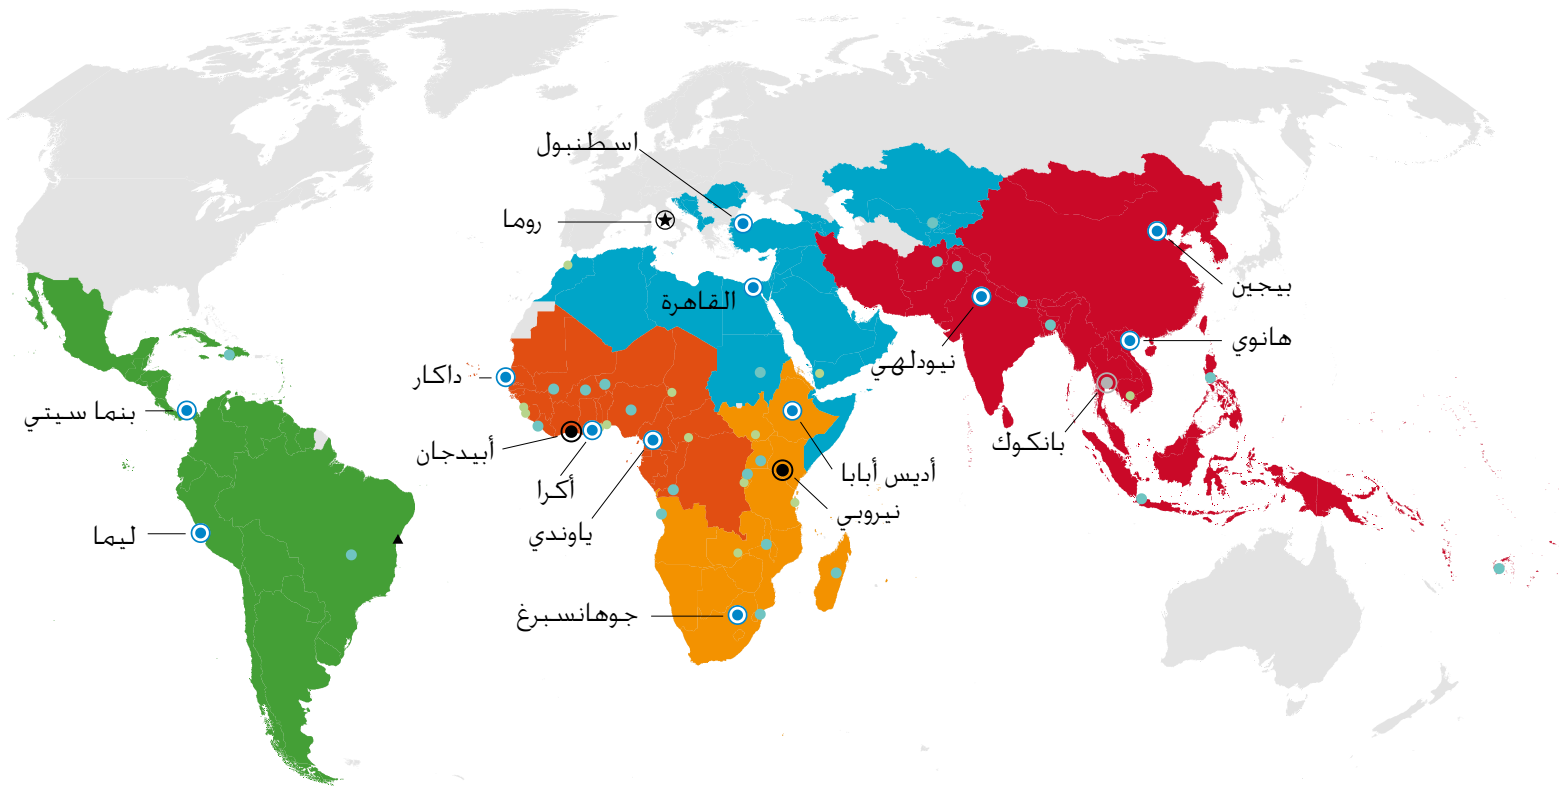 اسطنبول
روما
القاهرة
بيجين
هانوي
نيودلهي
داكار
بنما سيتي
بانكوك
أبيدجان
أديس أبابا
أكرا
نيروبي
ياوندي
ليما
جوهانسبرغ